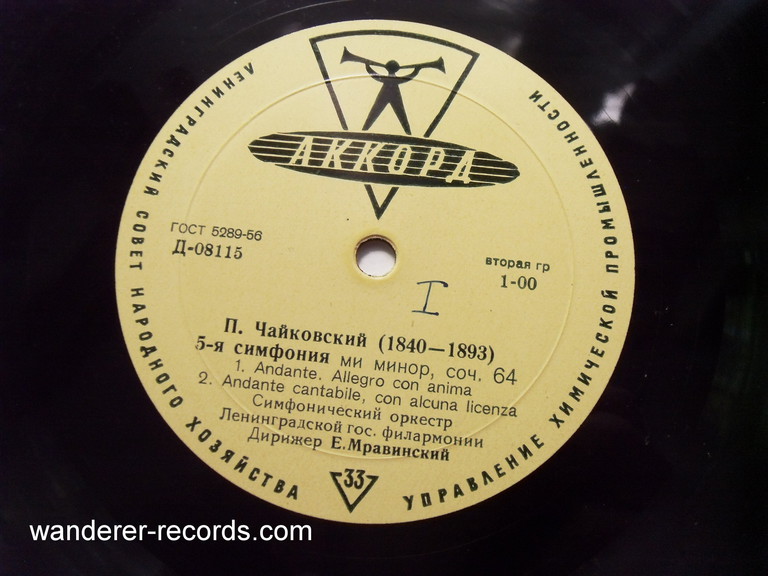 ЛЕНИНГРАДСКИЙ СОВЕТ НАРОДНОГО ХОЗЯЙСТВА
УПРАВЛЕНИЕ ХИМИЧЕСКОЙ ПРОМЫШЛЕННОСТИ
АККОРД
ГОСТ 5289-56
Д-08115
вторая гр
1-00
I
П. Чайковский (1840—1893)
5-я симфония ми минор, соч. 64
1. Andante. Allegro con anima
2. Andante cantabile, con alcuna licenza
Симфонический оркестр
Ленинградской гос. филармонии
Дирижер Е.Мравинский
33
wanderer-records.com